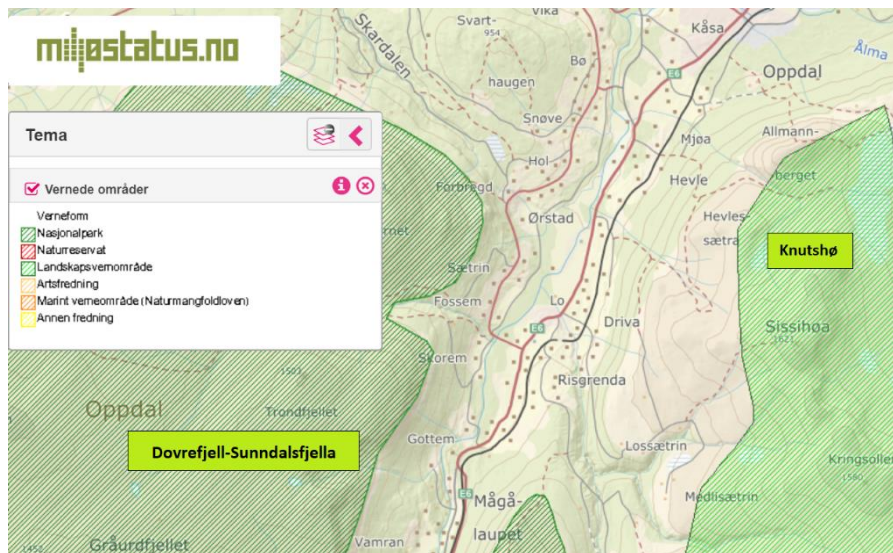 miljøstatus.no
Tema
Vernede områder
Verneform
Nasjonalpark
Naturreservat
Landskapsvernområde
Artsfredning
Marint verneområde (Naturmangfoldloven)
Annen fredning
Vika
Svart-
954
haugen
Skardalen
Bø
Kåsa
E6
Ålma
Oppdal
Snøve
Mjøa
Allmann-
berget
Hol
Forbregd
Hevle
Ørstad
Hevles-
sætra
Knutshø
Sætrin
Fossem
Lo
E6
Driva
Sissihøa
1621
Skorem
1503
Risgrenda
Oppdal
Trondfjellet
Gottem
Dovrefjell-Sunndalsfjella
Lossætrin
Kringsoller
1580
E6
Mågå-
laupet
Medlisætrin
1452
Gråurdfjellet
Vamran